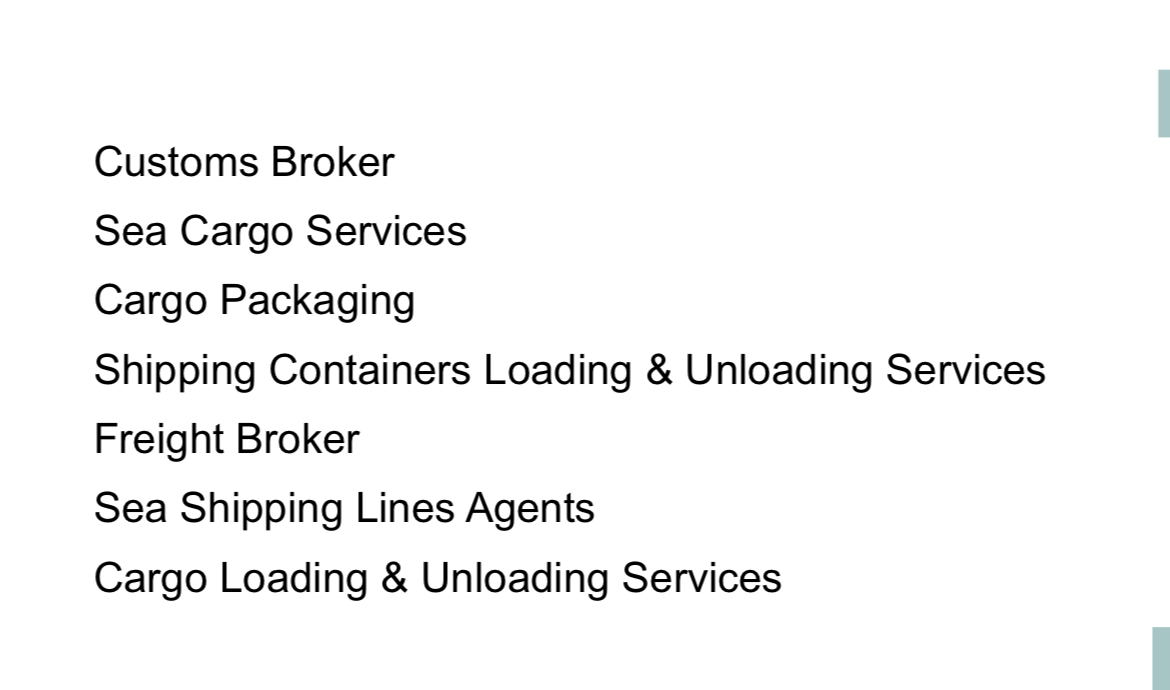 Customs Broker
Sea Cargo Services
Cargo Packaging
Shipping Containers Loading & Unloading Services
Freight Broker
Sea Shipping Lines Agents
Cargo Loading & Unloading Services